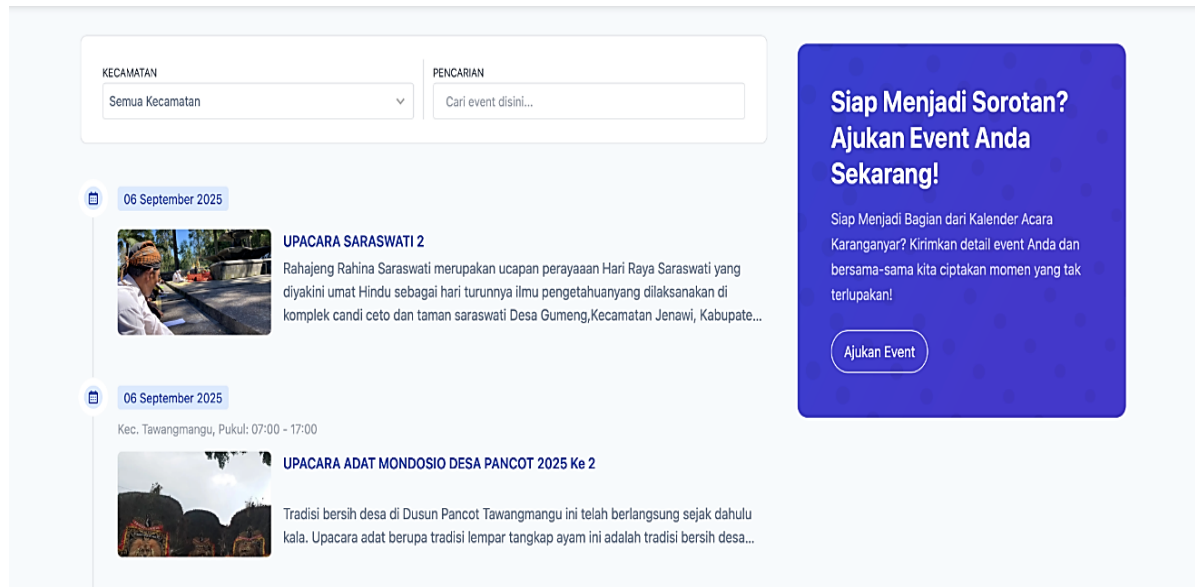 KECAMATAN
Semua Kecamatan
PENCARIAN
Cari event disini...
06 September 2025
UPACARA SARASWATI 2
Rahajeng Rahina Saraswati merupakan ucapan perayaaan Hari Raya Saraswati yang
diyakini umat Hindu sebagai hari turunnya ilmu pengetahuanyang dilaksanakan di
komplek candi ceto dan taman saraswati Desa Gumeng,Kecamatan Jenawi, Kabupate...
06 September 2025
Kec. Tawangmangu, Pukul: 07:00 - 17:00
UPACARA ADAT MONDOSIO DESA PANCOT 2025 Ke 2
Tradisi bersih desa di Dusun Pancot Tawangmangu ini telah berlangsung sejak dahulu
kala. Upacara adat berupa tradisi lempar tangkap ayam ini adalah tradisi bersih desa...
Siap Menjadi Sorotan?
Ajukan Event Anda
Sekarang!
Siap Menjadi Bagian dari Kalender Acara
Karanganyar? Kirimkan detail event Anda dan
bersama-sama kita ciptakan momen yang tak
terlupakan!
Ajukan Event